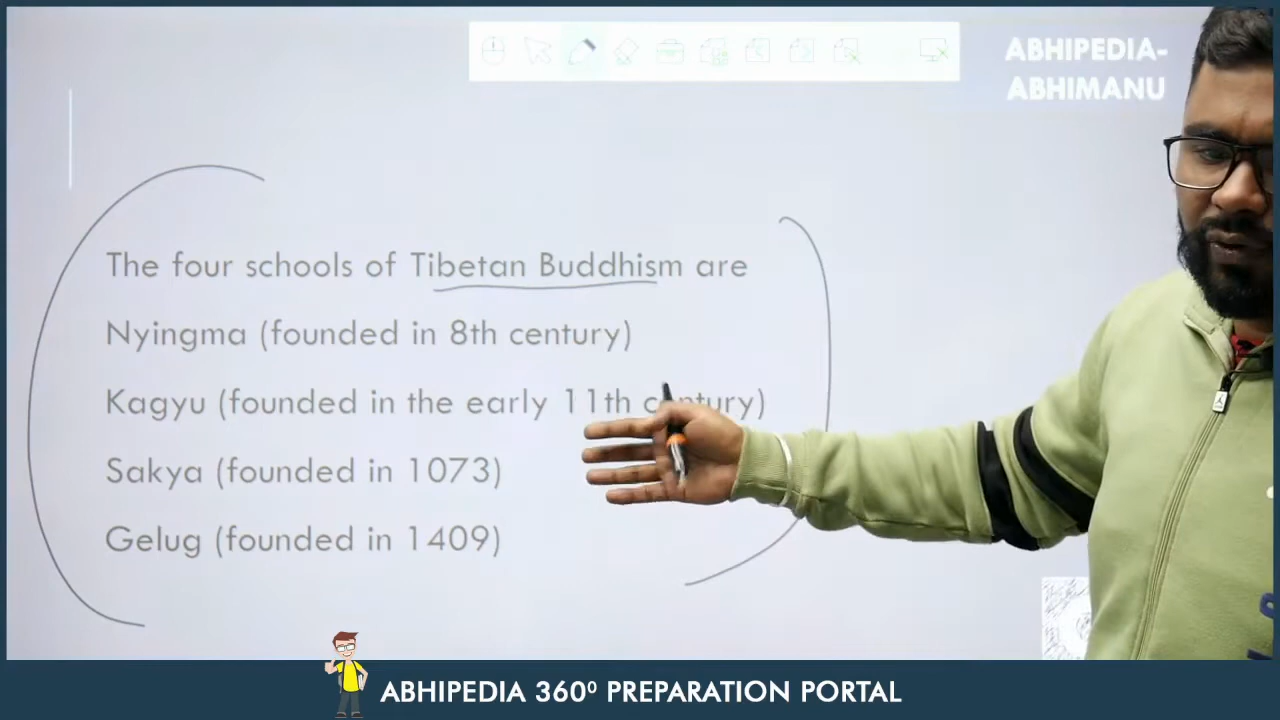 ABHIPEDIA-
ABHIMANU
The four schools of Tibetan Buddhism are
Nyingma (founded in 8th century)
Kagyu (founded in the early 11th century)
Sakya (founded in 1073)
Gelug (founded in 1409)
ABHIPEDIA 360⁰ PREPARATION PORTAL